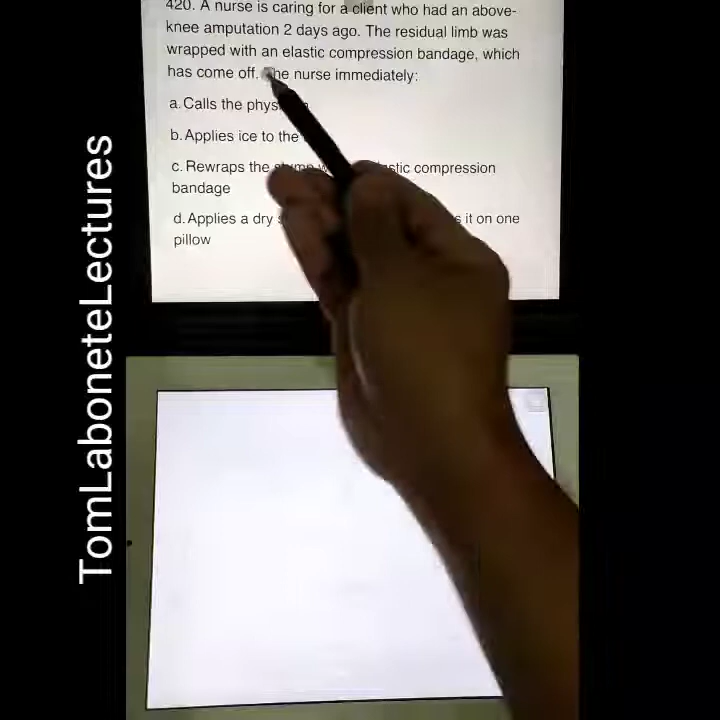 420. A nurse is caring for a client who had an above-
knee amputation 2 days ago. The residual limb was
wrapped with an elastic compression bandage, which
has come off. The nurse immediately:
a. Calls the
b. Applies ice to the
c. Rewraps the compression
bandage
d. Applies a dry it on one
pillow
TomLaboneteLectures